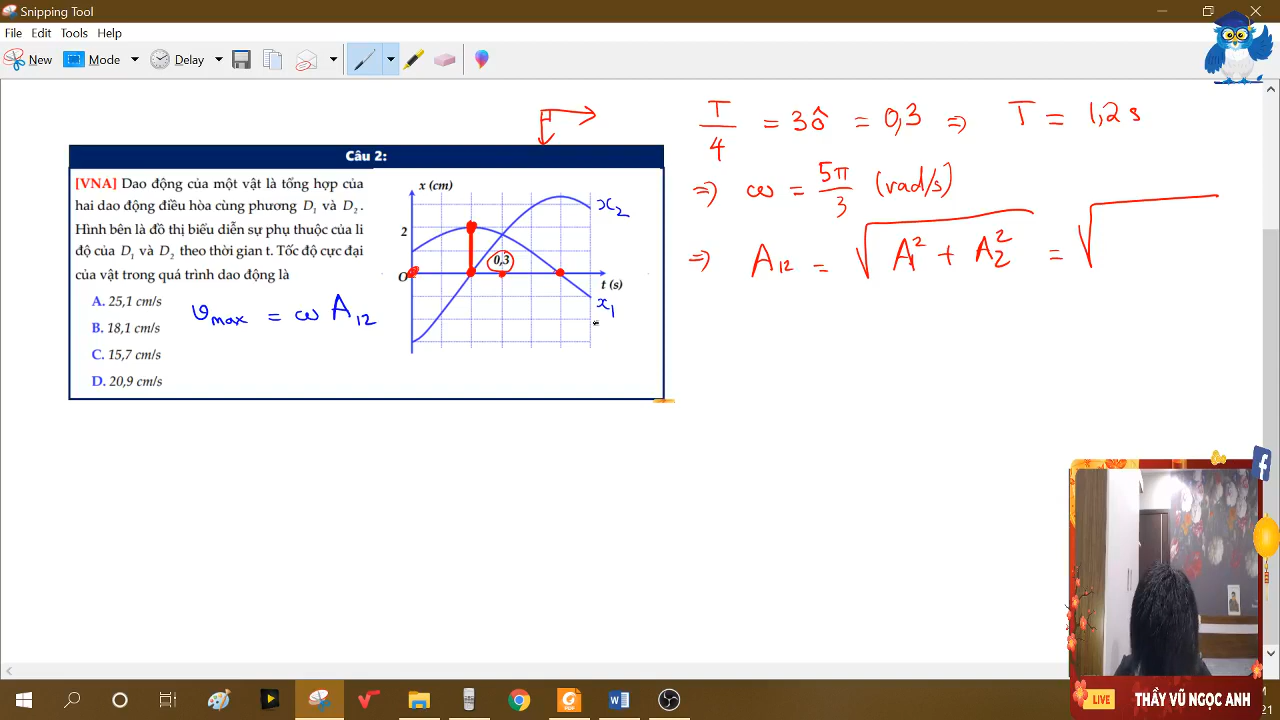 Snipping Tool
File Edit Tools Help
New Mode Delay
T/4 = 3ô = 0,3 ⇒ T = 1,2 s
⇒ ω = 5π/3 (rad/s)
⇒ A₁₂ = √(A₁² + A₂²) = √
Câu 2:
[VNA] Dao động của một vật là tổng hợp của
hai dao động điều hòa cùng phương D₁ và D₂.
Hình bên là đồ thị biểu diễn sự phụ thuộc của li
độ của D₁ và D₂ theo thời gian t. Tốc độ cực đại
của vật trong quá trình dao động là
A. 25,1 cm/s
B. 18,1 cm/s
C. 15,7 cm/s
D. 20,9 cm/s
v_max = ω A₁₂
x (cm)
x₂
2
0,3
O
t (s)
x₁
LIVE THẦY VŨ NGỌC ANH